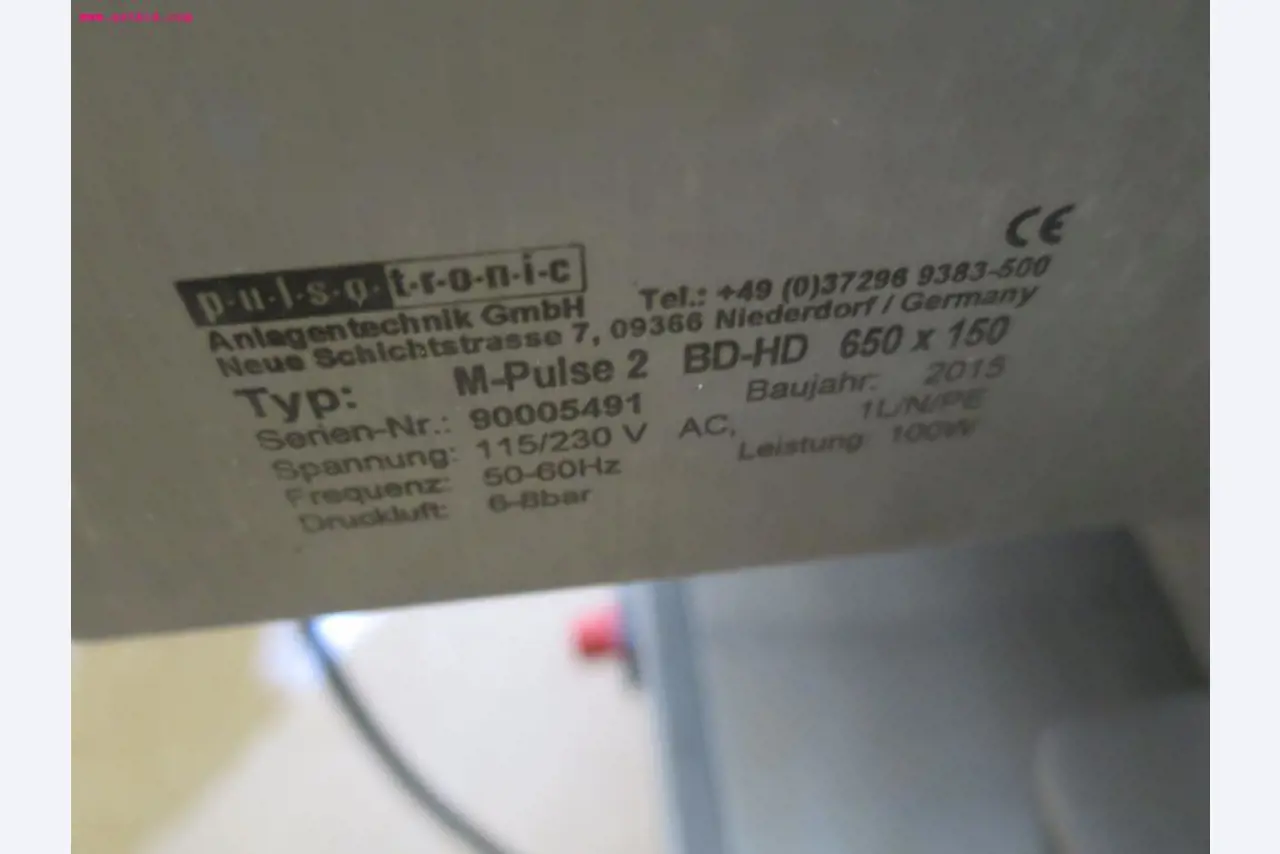 p·u·l·s·o·t·r·o·n·i·c
Anlagentechnik GmbH Tel.: +49 (0)37296 9383-500
Neue Schichtstrasse 7, 09366 Niederdorf / Germany
CE
Typ: M-Pulse 2 BD-HD 650 x 150
Serien-Nr.: 90005491 Baujahr: 2015
Spannung: 115/230 V AC, 1L/N/PE
Frequenz: 50-60Hz Leistung 100W
Druckluft: 6-8bar